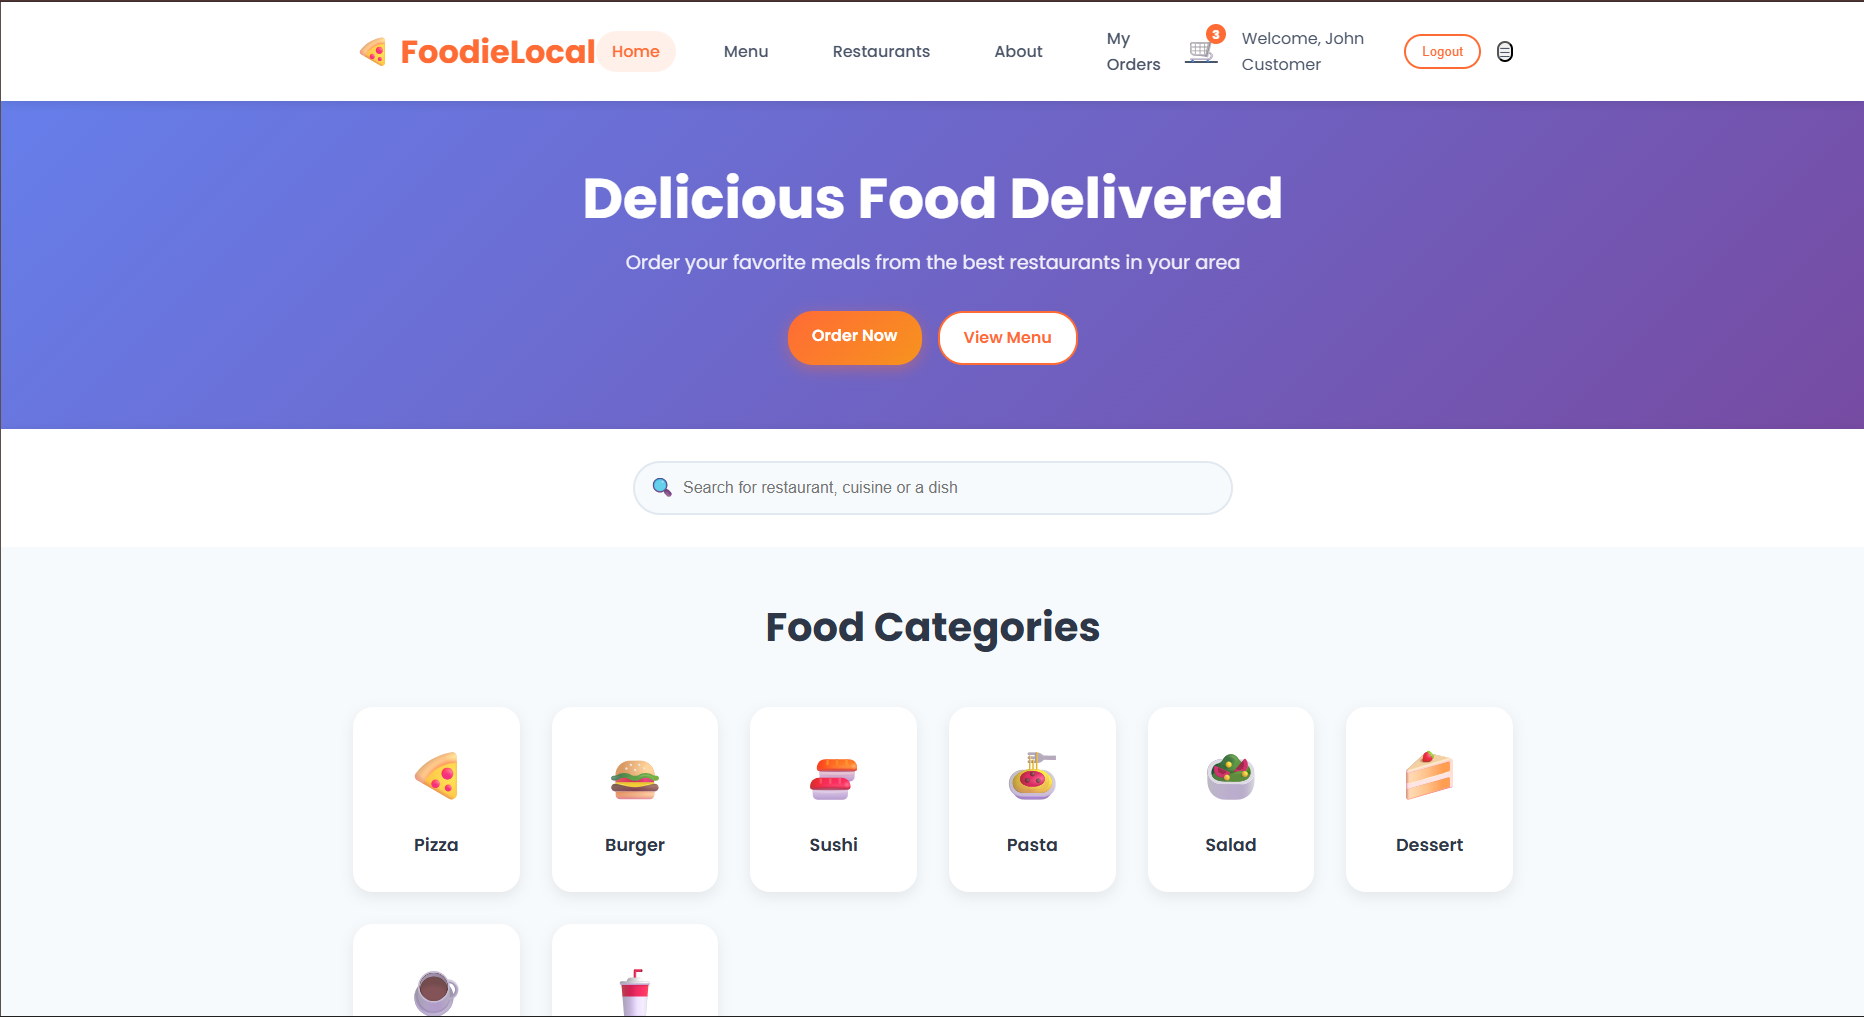 FoodieLocal
Home
Menu
Restaurants
About
My
Orders
3
Welcome, John
Customer
Logout
Delicious Food Delivered
Order your favorite meals from the best restaurants in your area
Order Now
View Menu
Search for restaurant, cuisine or a dish
Food Categories
Pizza
Burger
Sushi
Pasta
Salad
Dessert